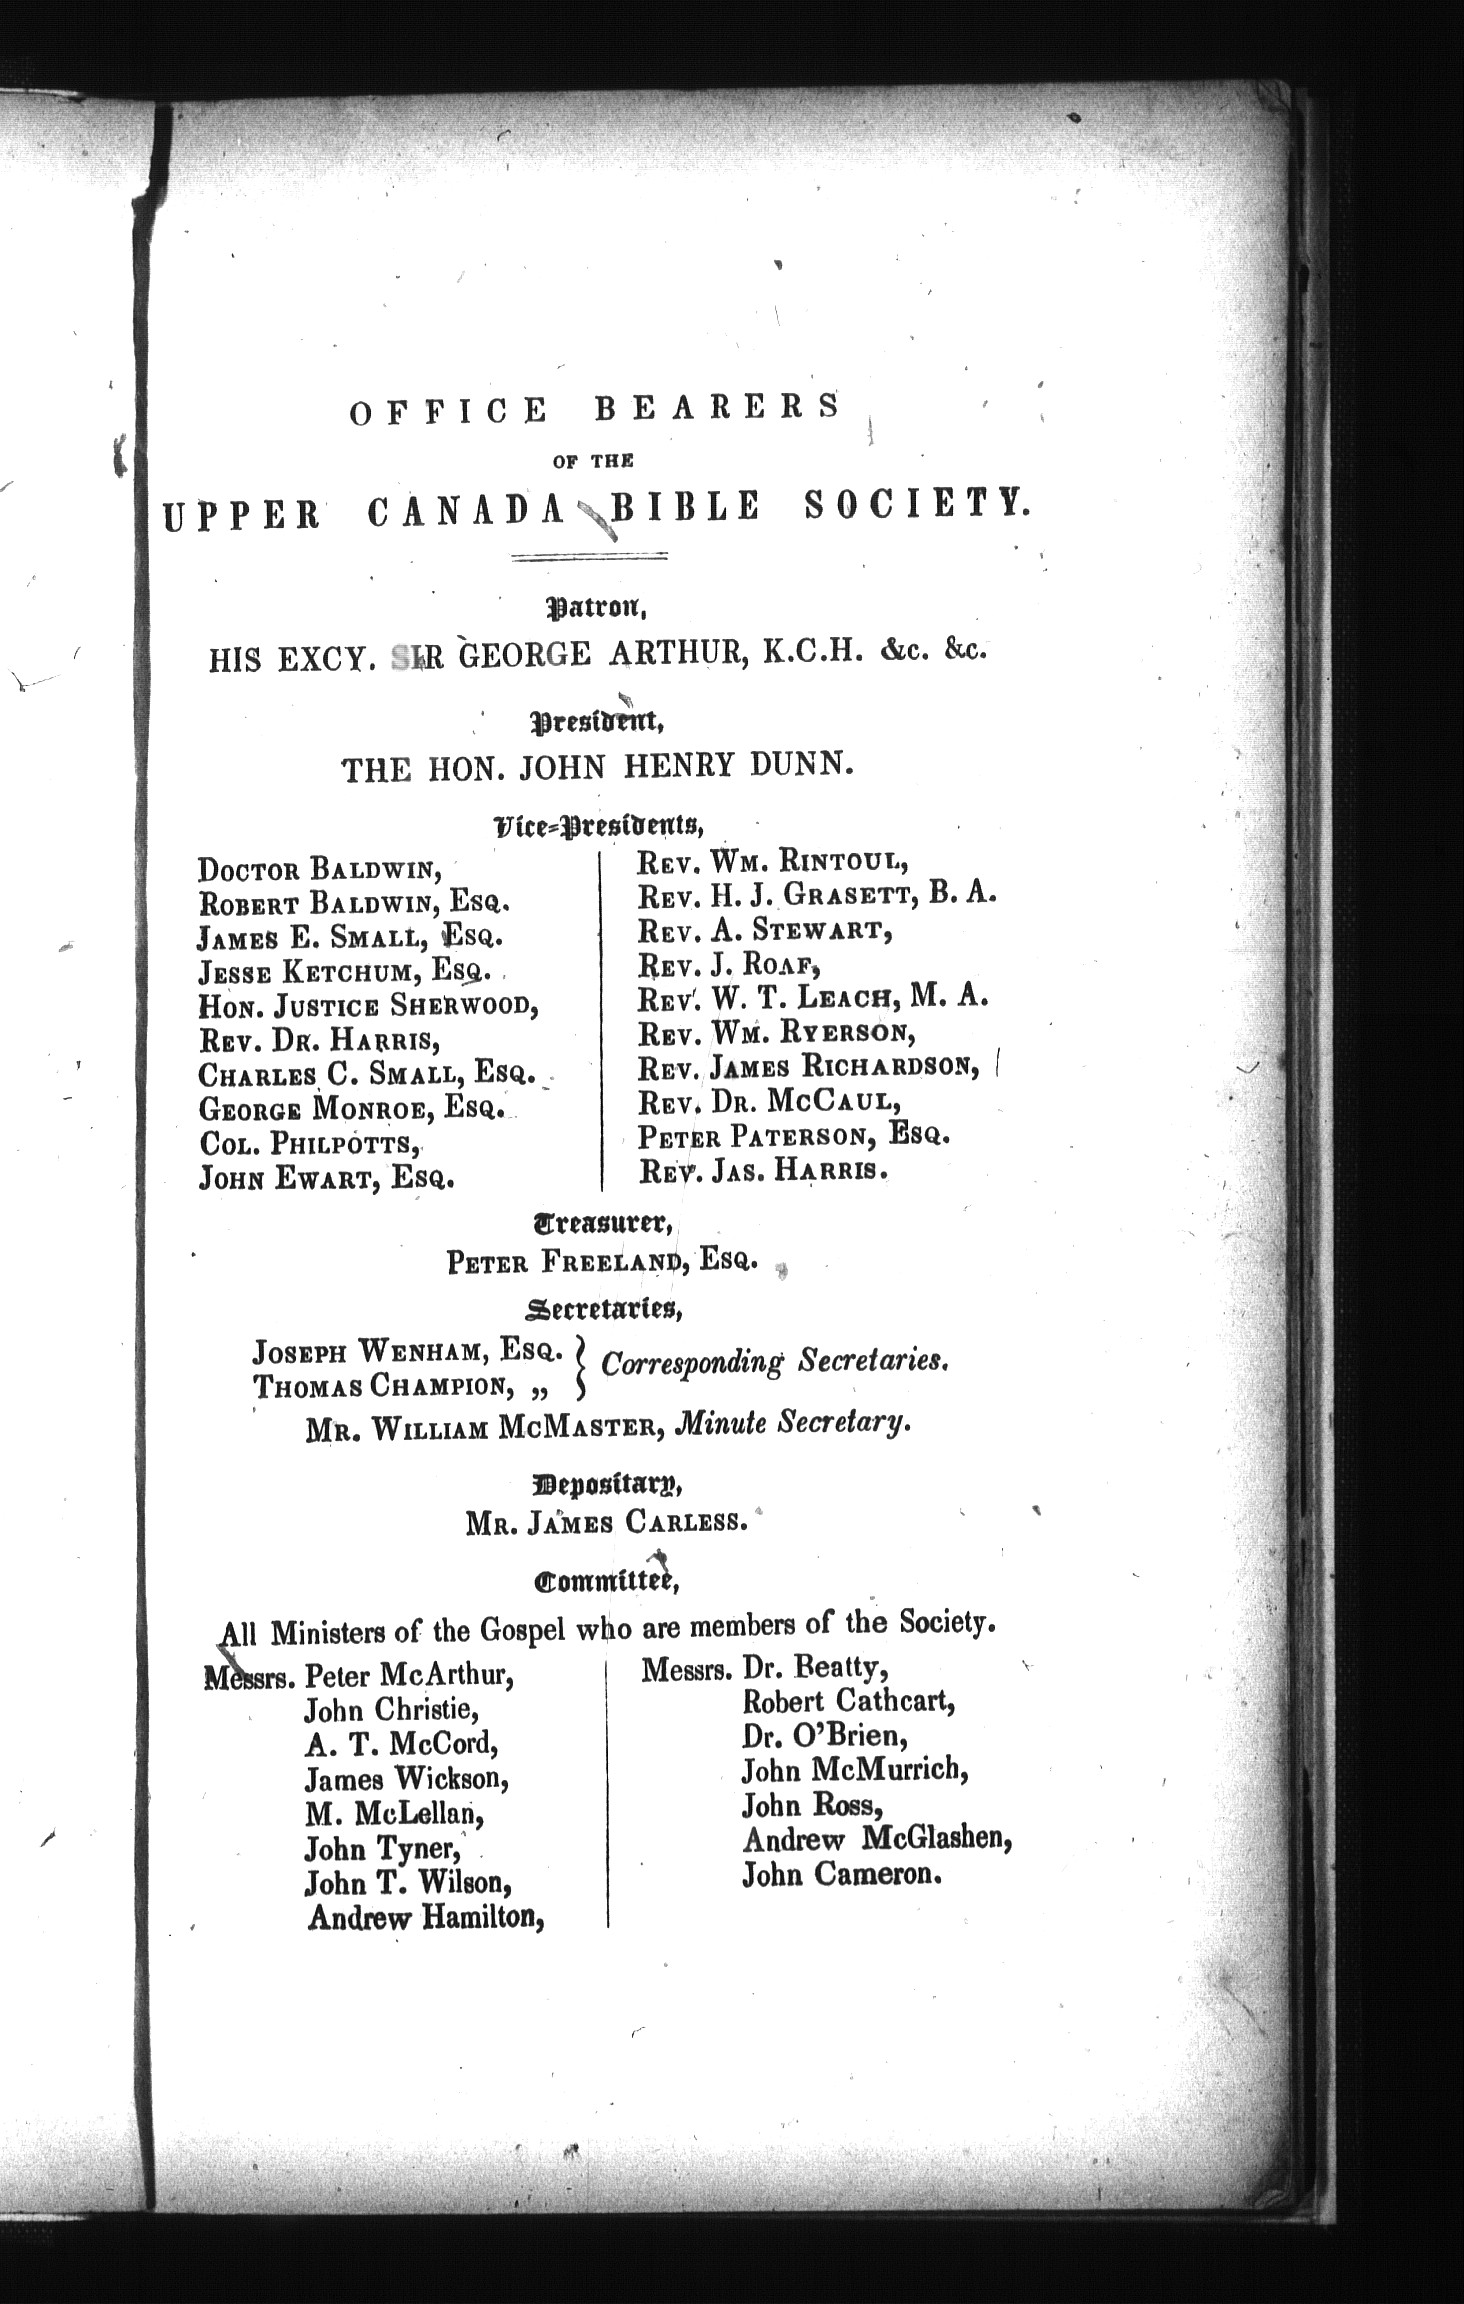 OFFICE BEARERS
OF THE
UPPER CANADA BIBLE SOCIETY.
Patron,
HIS EXCY. SIR GEORGE ARTHUR, K.C.H. &c. &c.
President,
THE HON. JOHN HENRY DUNN.
Vice-Presidents,
DOCTOR BALDWIN,
ROBERT BALDWIN, ESQ.
JAMES E. SMALL, ESQ.
JESSE KETCHUM, ESQ.
HON. JUSTICE SHERWOOD,
REV. DR. HARRIS,
CHARLES C. SMALL, ESQ.
GEORGE MONROE, ESQ.
COL. PHILPOTTS,
JOHN EWART, ESQ.
REV. WM. RINTOUL,
REV. H. J. GRASETT, B. A.
REV. A. STEWART,
REV. J. ROAF,
REV. W. T. LEACH, M. A.
REV. WM. RYERSON,
REV. JAMES RICHARDSON,
REV. DR. MCCAUL,
PETER PATERSON, ESQ.
REV. JAS. HARRIS.
Treasurer,
PETER FREELAND, ESQ.
Secretaries,
JOSEPH WENHAM, ESQ.
THOMAS CHAMPION, „
} Corresponding Secretaries.
MR. WILLIAM MCMASTER, Minute Secretary.
Depositary,
MR. JAMES CARLESS.
Committee,
All Ministers of the Gospel who are members of the Society.
Messrs. Peter McArthur,
John Christie,
A. T. McCord,
James Wickson,
M. McLellan,
John Tyner,
John T. Wilson,
Andrew Hamilton,
Messrs. Dr. Beatty,
Robert Cathcart,
Dr. O'Brien,
John McMurrich,
John Ross,
Andrew McGlashen,
John Cameron.